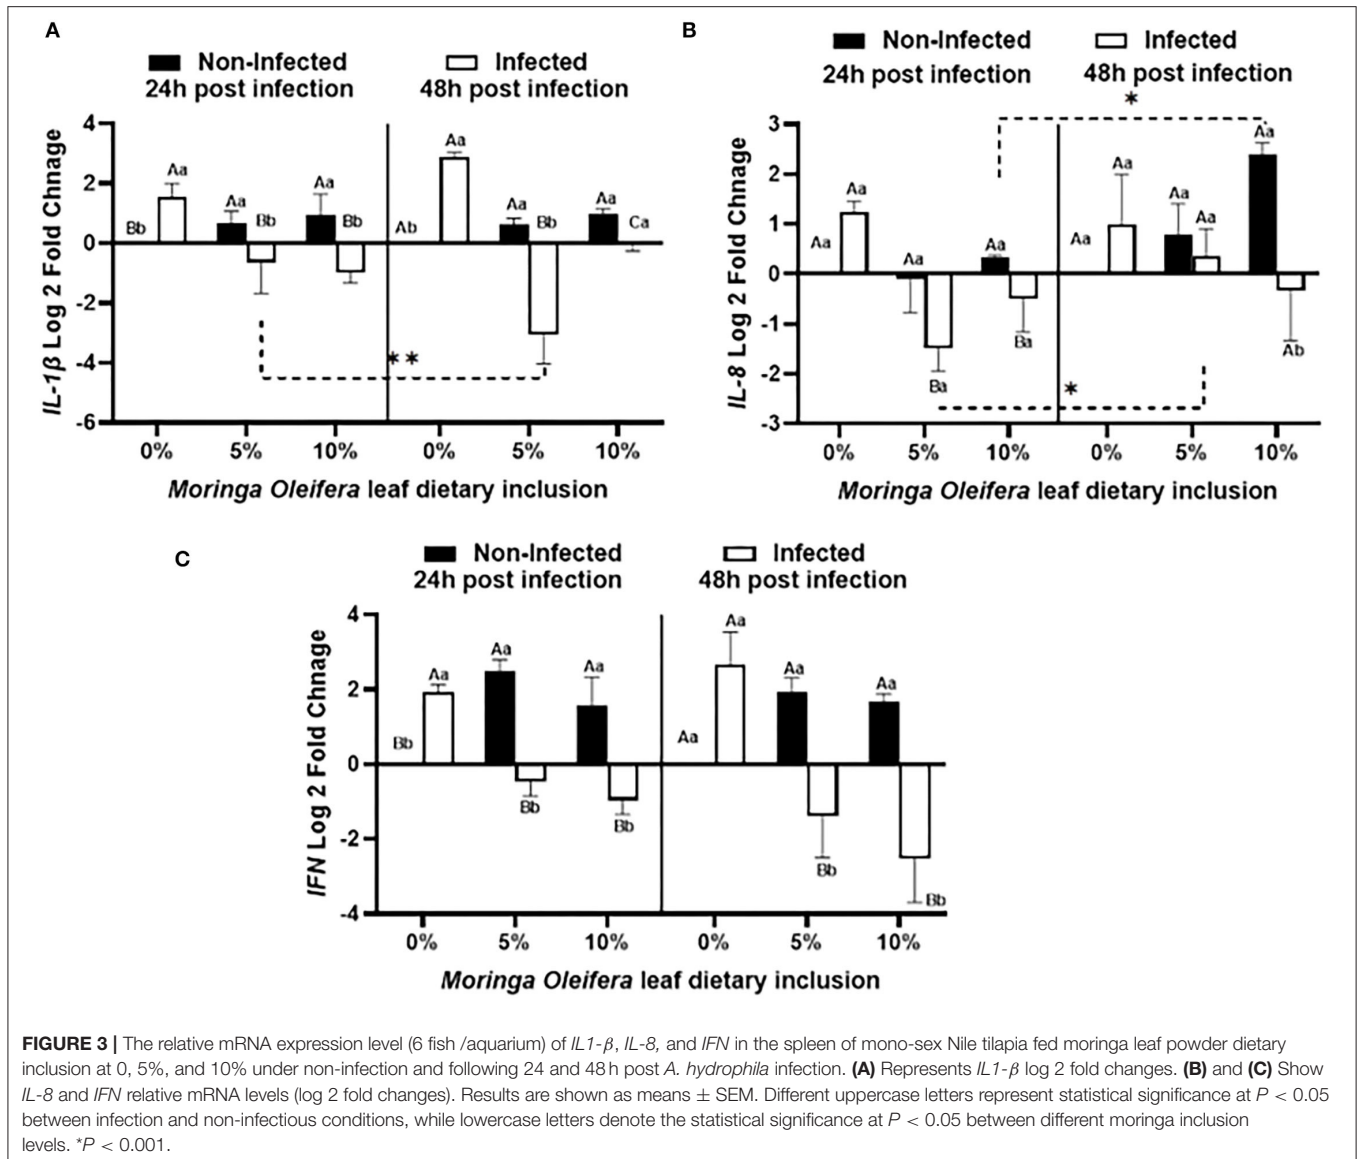 A
Non-Infected
Infected
24h post infection
48h post infection
IL-1β Log 2 Fold Chnage
4
2
0
-2
-4
-6
Bb
Aa
Aa
Bb
Aa
Bb
Ab
Aa
Aa
Bb
Aa
Ca
**
0%
5%
10%
0%
5%
10%
Moringa Oleifera leaf dietary inclusion
B
Non-Infected
Infected
24h post infection
48h post infection
IL-8 Log 2 Fold Chnage
3
2
1
0
-1
-2
-3
Aa
Aa
Aa
Ba
Aa
Ba
Aa
Aa
Aa
Aa
Aa
Ab
*
*
0%
5%
10%
0%
5%
10%
Moringa Oleifera leaf dietary inclusion
C
Non-Infected
Infected
24h post infection
48h post infection
IFN Log 2 Fold Chnage
4
2
0
-2
-4
Bb
Aa
Aa
Bb
Aa
Bb
Aa
Aa
Aa
Bb
Aa
Bb
0%
5%
10%
0%
5%
10%
Moringa Oleifera leaf dietary inclusion
FIGURE 3 | The relative mRNA expression level (6 fish /aquarium) of IL1-β, IL-8, and IFN in the spleen of mono-sex Nile tilapia fed moringa leaf powder dietary
inclusion at 0, 5%, and 10% under non-infection and following 24 and 48 h post A. hydrophila infection. (A) Represents IL1-β log 2 fold changes. (B) and (C) Show
IL-8 and IFN relative mRNA levels (log 2 fold changes). Results are shown as means ± SEM. Different uppercase letters represent statistical significance at P < 0.05
between infection and non-infectious conditions, while lowercase letters denote the statistical significance at P < 0.05 between different moringa inclusion
levels. *P < 0.001.